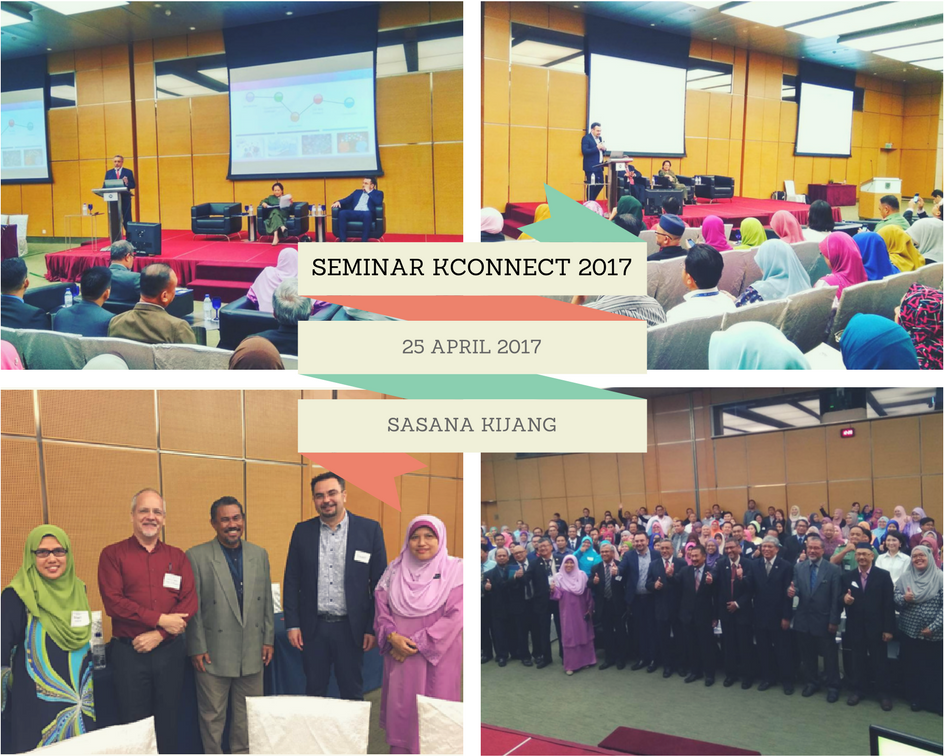 SEMINAR KCONNECT 2017
25 APRIL 2017
SASANA KIJANG